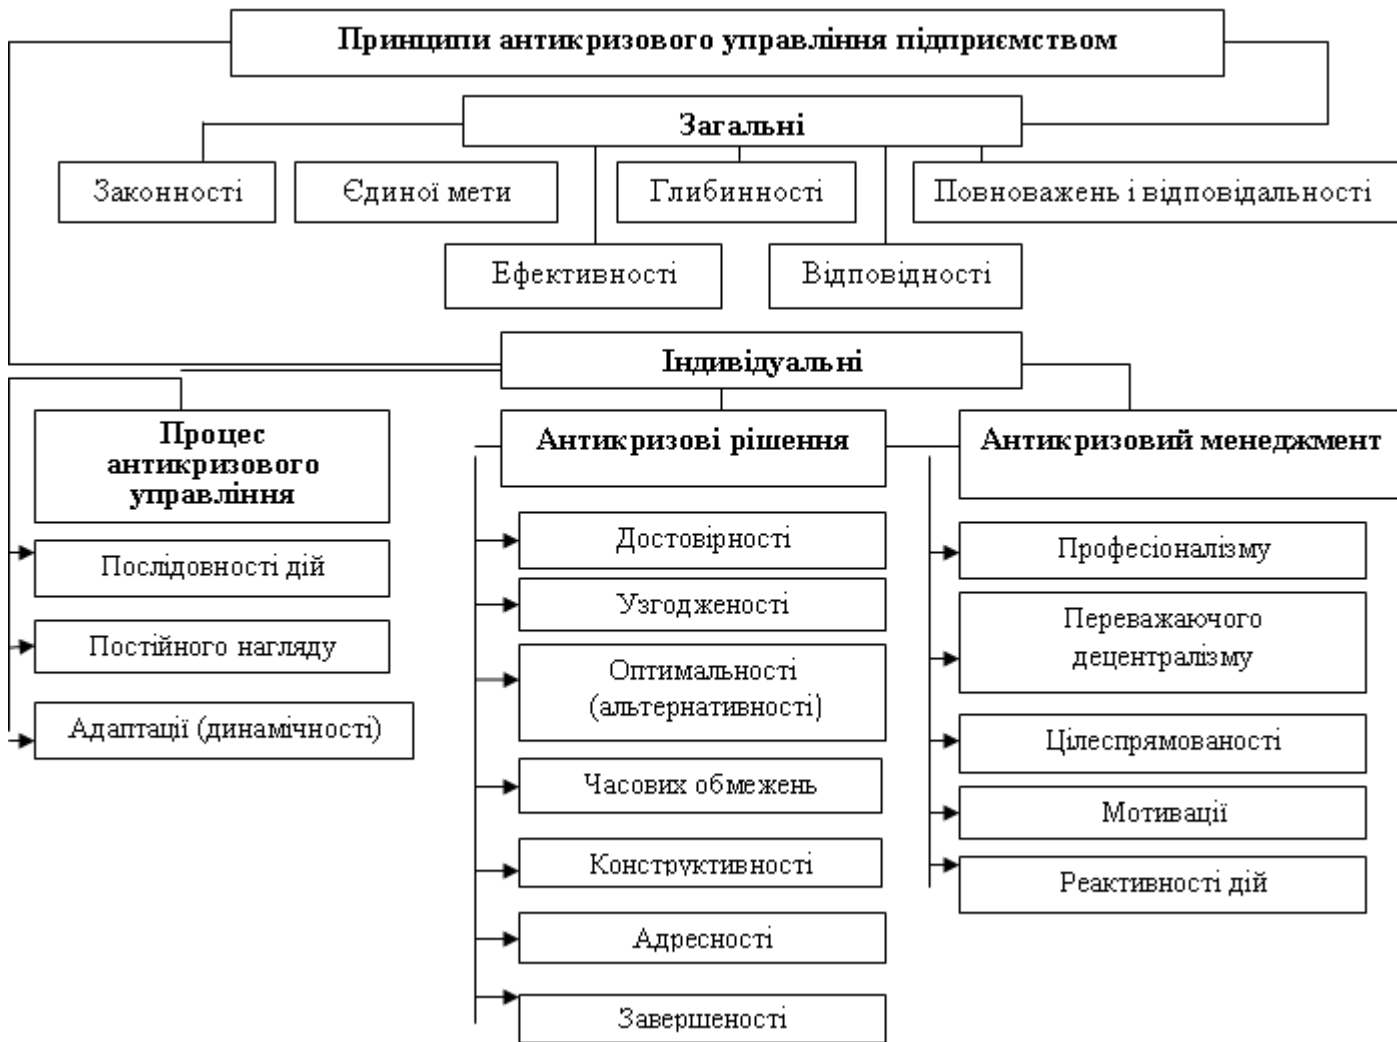 Принципи антикризового управління підприємством
Загальні
Законності
Єдиної мети
Глибинності
Повноважень і відповідальності
Ефективності
Відповідності
Індивідуальні
Процес
антикризового
управління
Послідовності дій
Постійного нагляду
Адаптації (динамічності)
Антикризові рішення
Достовірності
Узгодженості
Оптимальності
(альтернативності)
Часових обмежень
Конструктивності
Адресності
Завершеності
Антикризовий менеджмент
Професіоналізму
Переважаючого
децентралізму
Цілеспрямованості
Мотивації
Реактивності дій